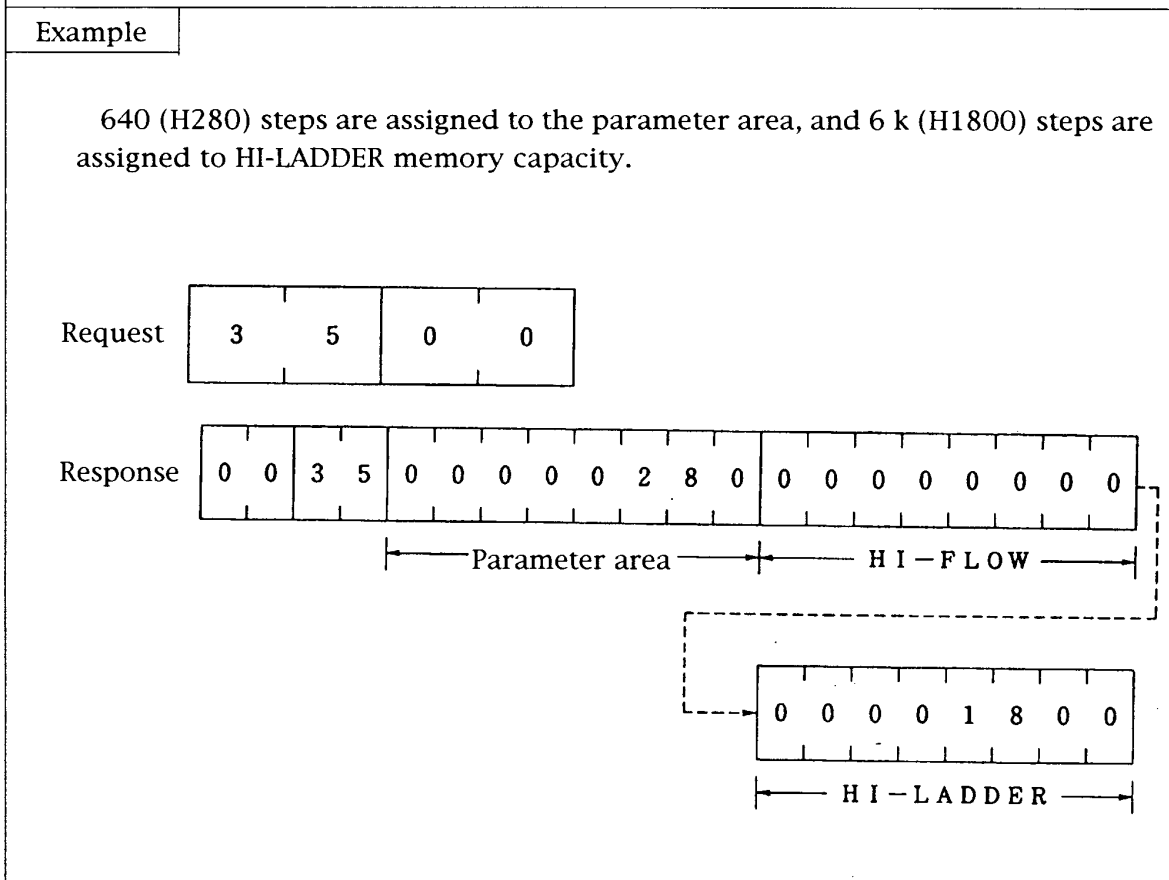 Example
640 (H280) steps are assigned to the parameter area, and 6 k (H1800) steps are
assigned to HI-LADDER memory capacity.
Request 3 5 0 0
Response 0 0 3 5 0 0 0 0 0 2 8 0 0 0 0 0 0 0 0 0
Parameter area HI-FLOW
0 0 0 0 1 8 0 0
HI-LADDER